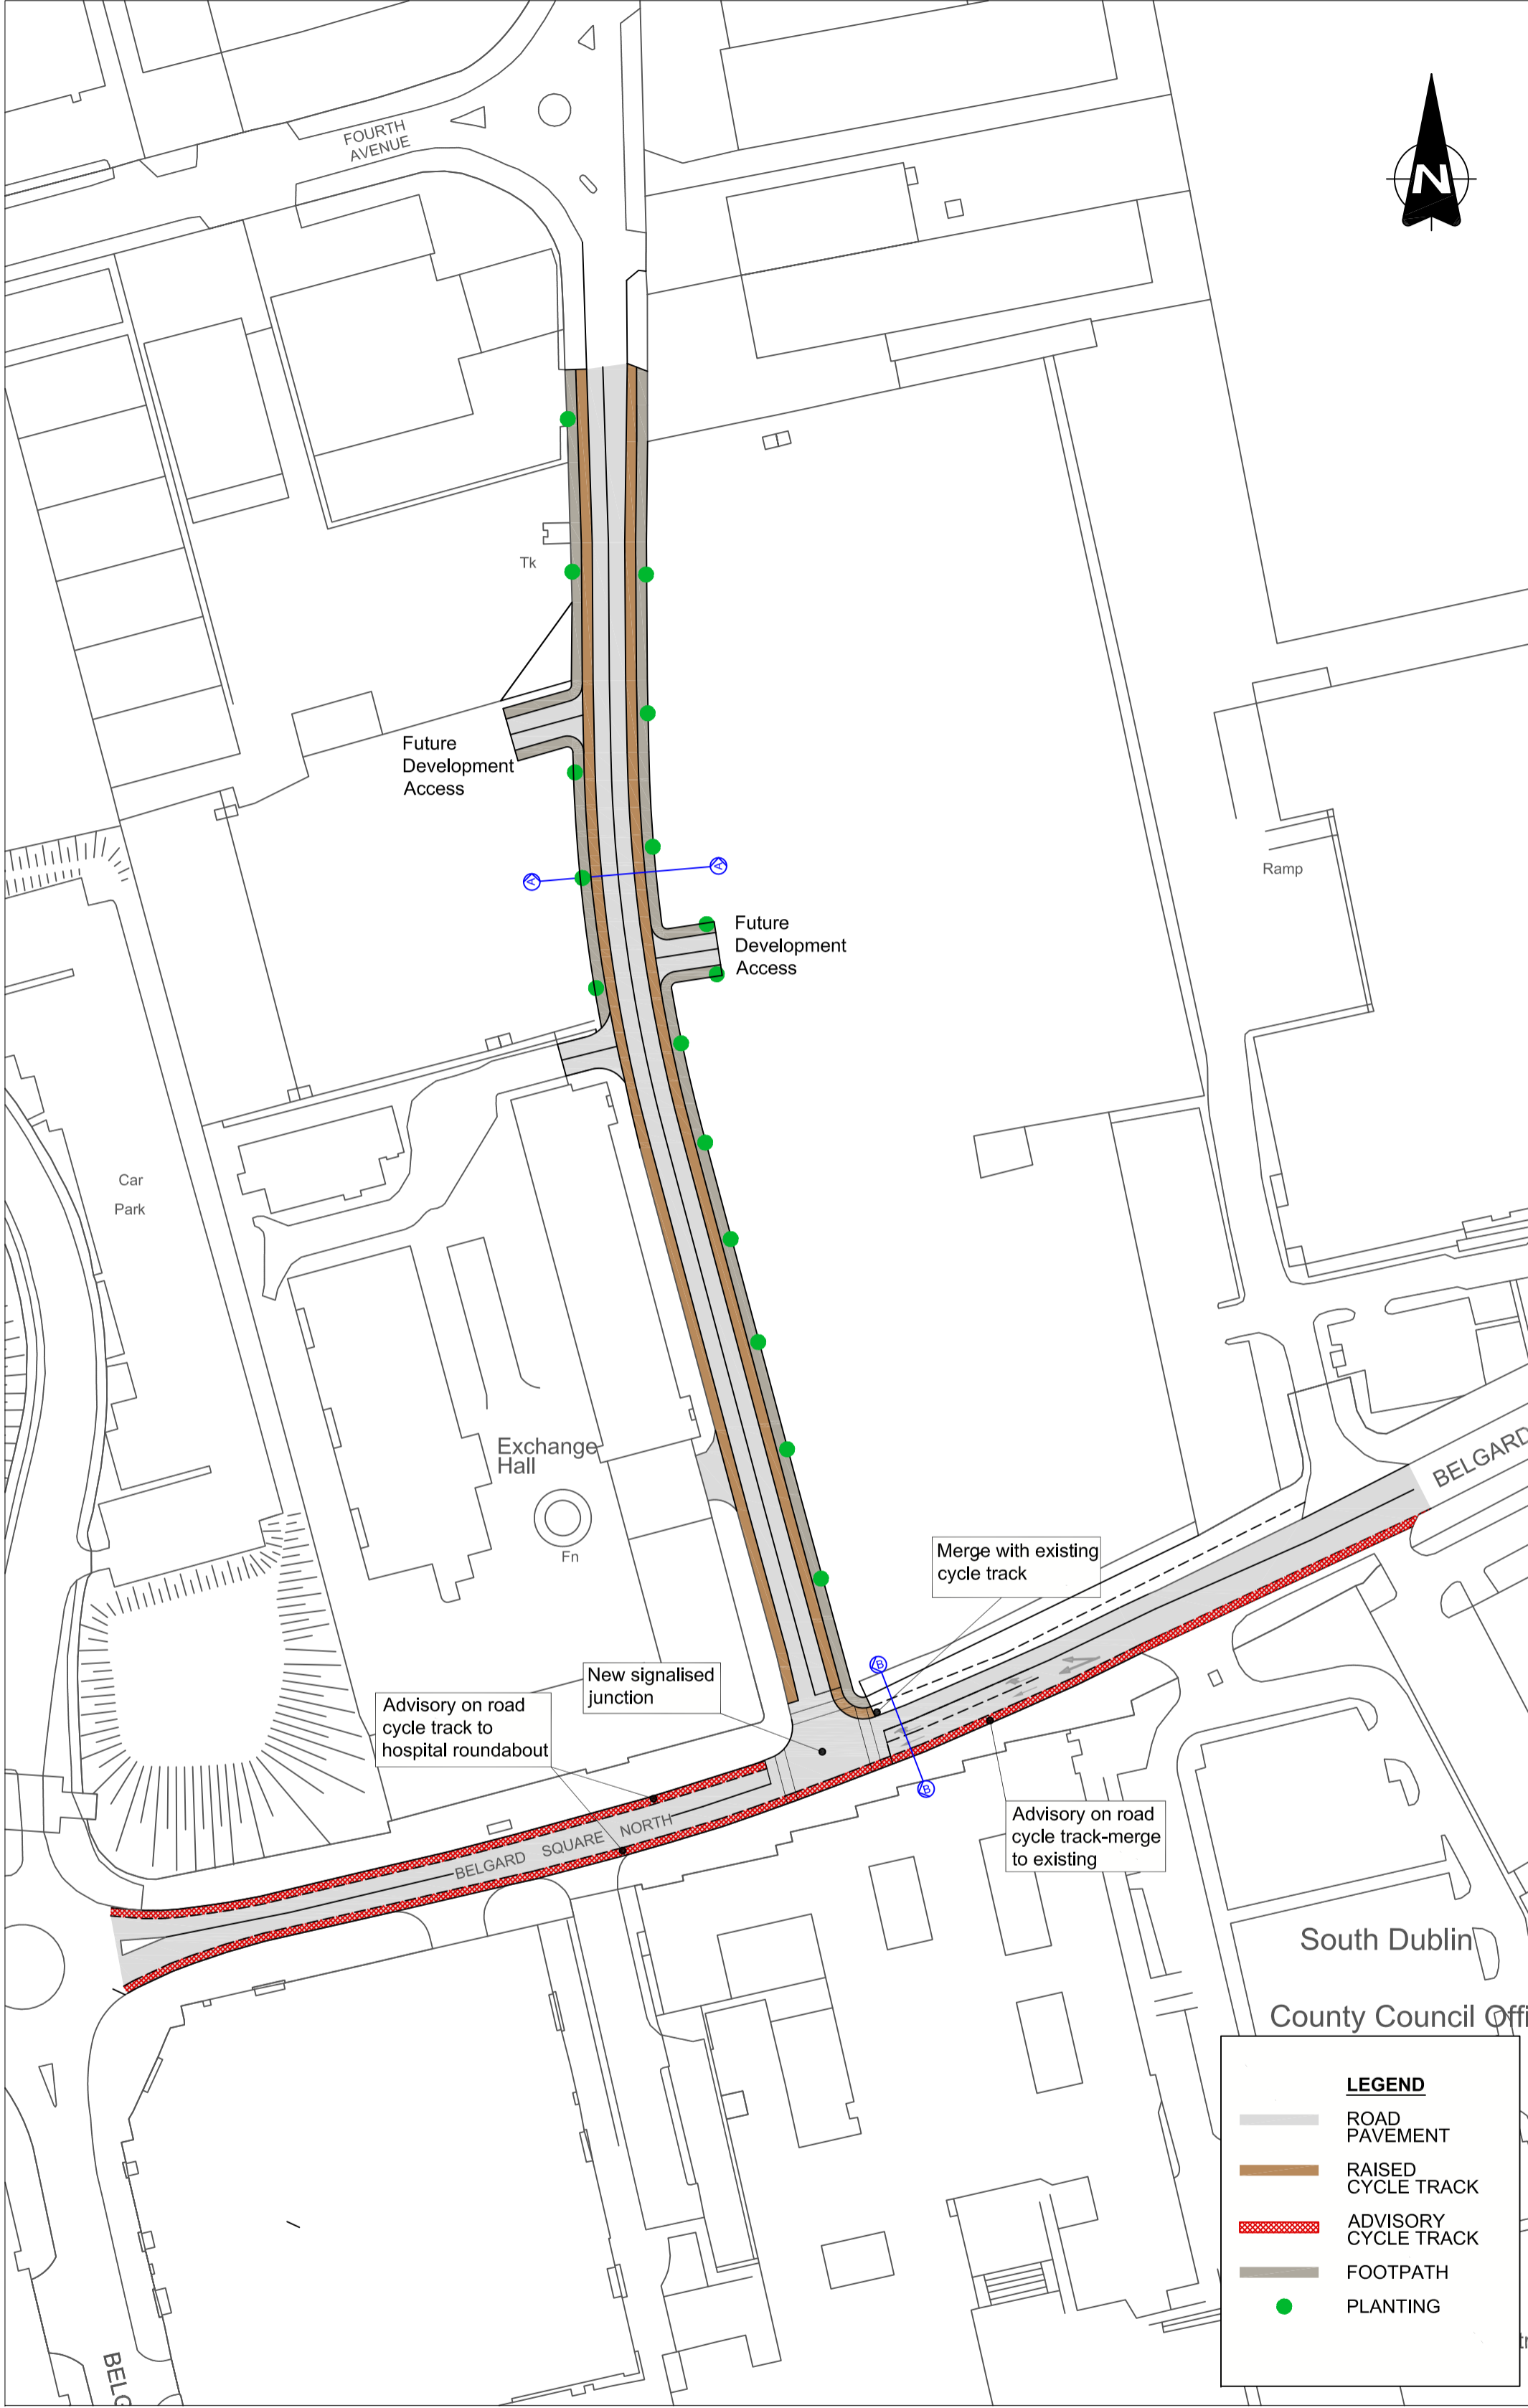 FOURTH
AVENUE
N
Tk
Future
Development
Access
A
A
Ramp
Future
Development
Access
Car
Park
Exchange
Hall
Fn
BELGARD
Merge with existing
cycle track
New signalised
junction
B
Advisory on road
cycle track to
hospital roundabout
B
Advisory on road
cycle track-merge
to existing
BELGARD SQUARE NORTH
South Dublin
County Council Offi
LEGEND
ROAD
PAVEMENT
RAISED
CYCLE TRACK
ADVISORY
CYCLE TRACK
FOOTPATH
PLANTING
BELG